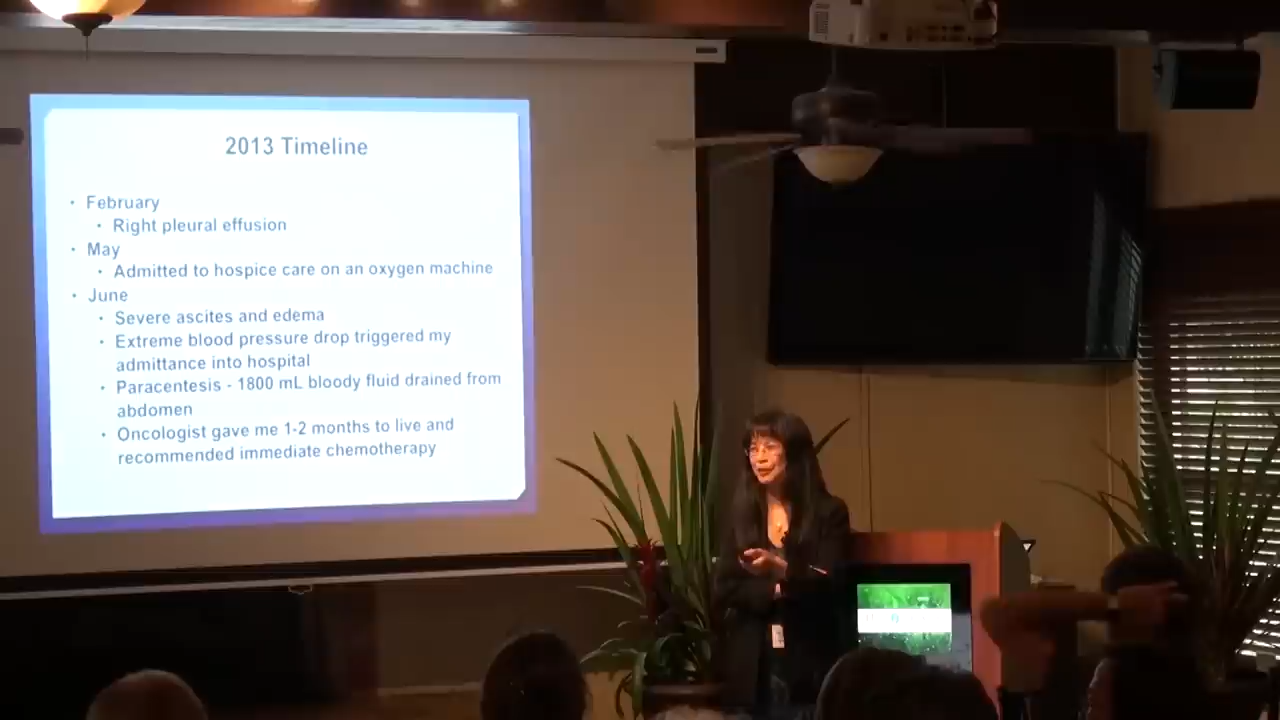 2013 Timeline
• February
• Right pleural effusion
• May
• Admitted to hospice care on an oxygen machine
• June
• Severe ascites and edema
• Extreme blood pressure drop triggered my
admittance into hospital
• Paracentesis - 1800 mL bloody fluid drained from
abdomen
• Oncologist gave me 1-2 months to live and
recommended immediate chemotherapy